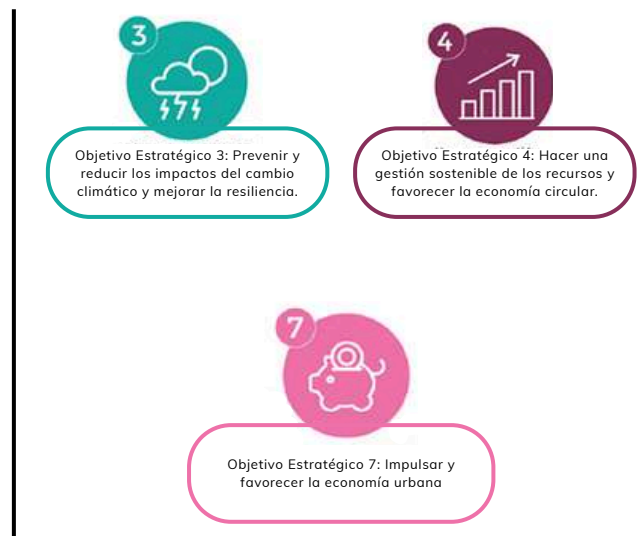 3
Objetivo Estratégico 3: Prevenir y
reducir los impactos del cambio
climático y mejorar la resiliencia.
4
Objetivo Estratégico 4: Hacer una
gestión sostenible de los recursos y
favorecer la economía circular.
7
Objetivo Estratégico 7: Impulsar y
favorecer la economía urbana